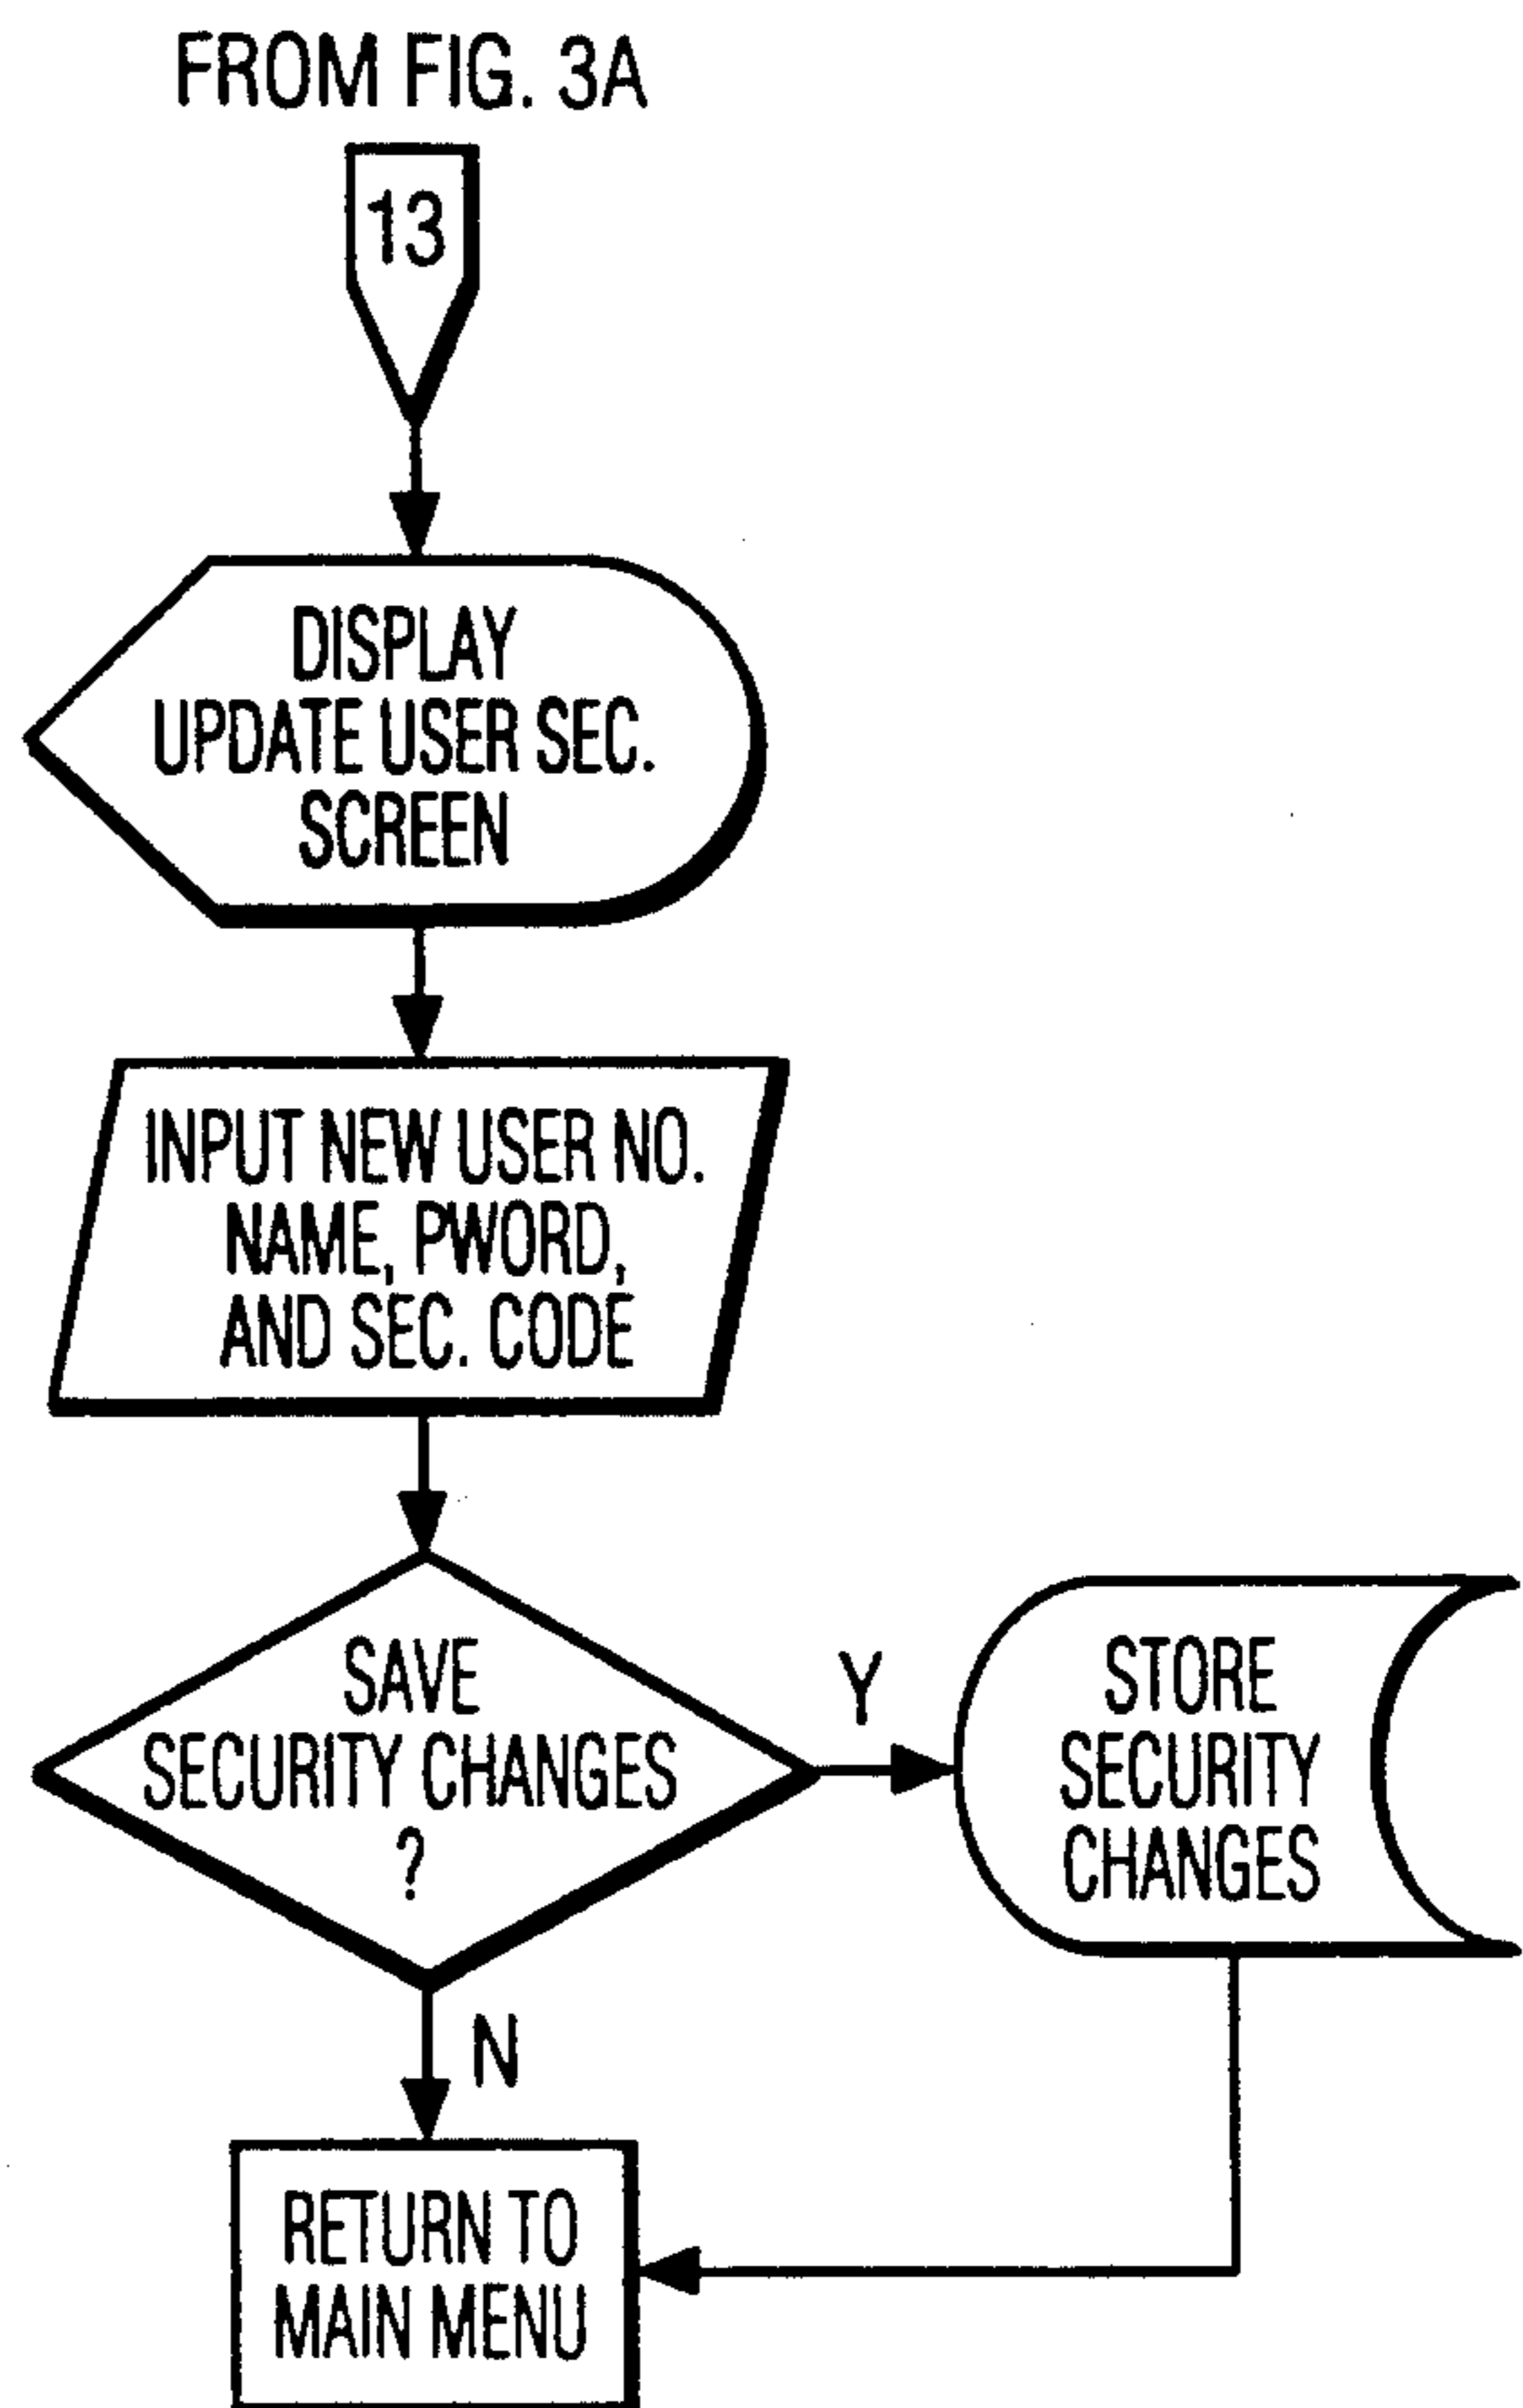 FROM FIG. 3A
13
DISPLAY
UPDATE USER SEC.
SCREEN
INPUT NEW USER NO.
NAME, PWORD,
AND SEC. CODE
SAVE
SECURITY CHANGES
?
Y
STORE
SECURITY
CHANGES
N
RETURN TO
MAIN MENU